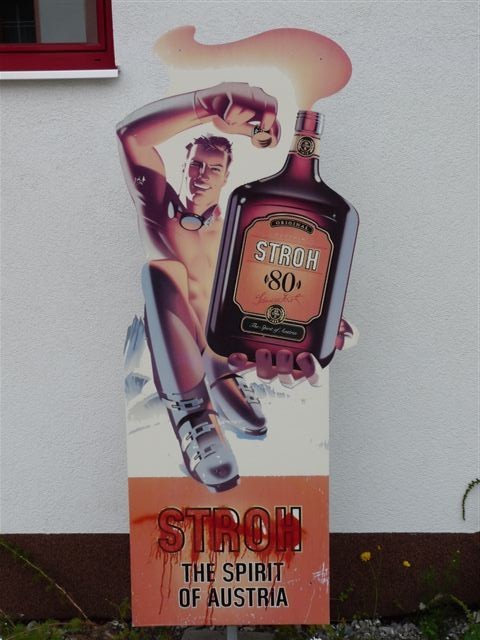 ORIGINAL
STROH
80
The Spirit of Austria
STROH
THE SPIRIT
OF AUSTRIA